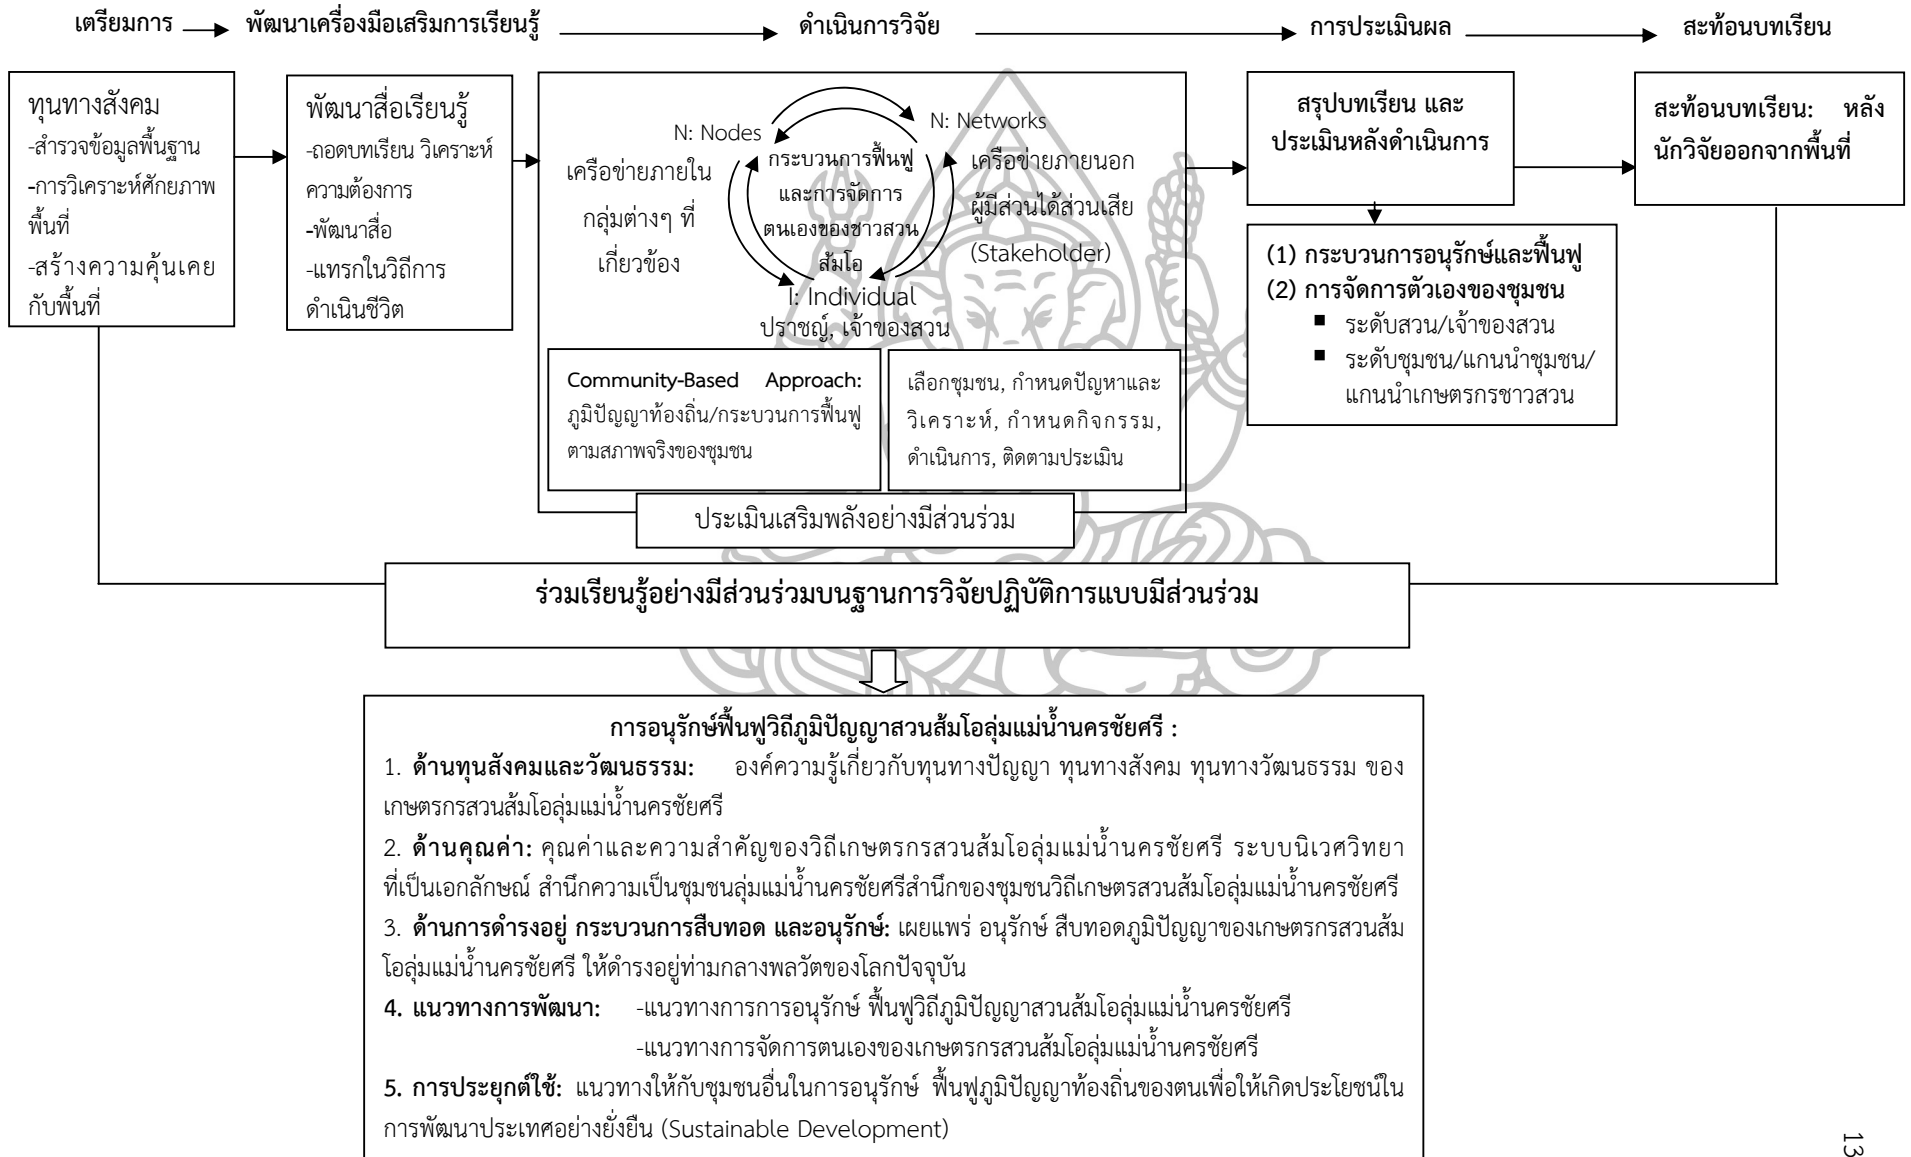 เตรียมการ
พัฒนาเครื่องมือเสริมการเรียนรู้
ดำเนินการวิจัย
การประเมินผล
สะท้อนบทเรียน
ทุนทางสังคม
-สำรวจข้อมูลพื้นฐาน
-การวิเคราะห์ศักยภาพ
พื้นที่
-สร้างความคุ้นเคย
กับพื้นที่
พัฒนาสื่อเรียนรู้
-ถอดบทเรียน วิเคราะห์
ความต้องการ
-พัฒนาสื่อ
-แทรกในวิถีการ
ดำเนินชีวิต
N: Nodes
เครือข่ายภายใน
กลุ่มต่างๆ ที่
เกี่ยวข้อง
กระบวนการฟื้นฟู
และการจัดการ
ตนเองของชาวสวน
ส้มโอ
N: Networks
เครือข่ายภายนอก
ผู้มีส่วนได้ส่วนเสีย
(Stakeholder)
I: Individual
ปราชญ์, เจ้าของสวน
Community-Based Approach:
ภูมิปัญญาท้องถิ่น/กระบวนการฟื้นฟู
ตามสภาพจริงของชุมชน
เลือกชุมชน, กำหนดปัญหาและ
วิเคราะห์, กำหนดกิจกรรม,
ดำเนินการ, ติดตามประเมิน
ประเมินเสริมพลังอย่างมีส่วนร่วม
สรุปบทเรียน และ
ประเมินหลังดำเนินการ
(1) กระบวนการอนุรักษ์และฟื้นฟู
(2) การจัดการตัวเองของชุมชน
■ ระดับสวน/เจ้าของสวน
■ ระดับชุมชน/แกนนำชุมชน/
แกนนำเกษตรกรชาวสวน
สะท้อนบทเรียน: หลัง
นักวิจัยออกจากพื้นที่
ร่วมเรียนรู้อย่างมีส่วนร่วมบนฐานการวิจัยปฏิบัติการแบบมีส่วนร่วม
การอนุรักษ์ฟื้นฟูวิถีภูมิปัญญาสวนส้มโอลุ่มแม่น้ำนครชัยศรี :
1. ด้านทุนสังคมและวัฒนธรรม: องค์ความรู้เกี่ยวกับทุนทางปัญญา ทุนทางสังคม ทุนทางวัฒนธรรม ของ
เกษตรกรสวนส้มโอลุ่มแม่น้ำนครชัยศรี
2. ด้านคุณค่า: คุณค่าและความสำคัญของวิถีเกษตรกรสวนส้มโอลุ่มแม่น้ำนครชัยศรี ระบบนิเวศวิทยา
ที่เป็นเอกลักษณ์ สำนึกความเป็นชุมชนลุ่มแม่น้ำนครชัยศรีสำนึกของชุมชนวิถีเกษตรสวนส้มโอลุ่มแม่น้ำนครชัยศรี
3. ด้านการดำรงอยู่ กระบวนการสืบทอด และอนุรักษ์: เผยแพร่ อนุรักษ์ สืบทอดภูมิปัญญาของเกษตรกรสวนส้ม
โอลุ่มแม่น้ำนครชัยศรี ให้ดำรงอยู่ท่ามกลางพลวัตของโลกปัจจุบัน
4. แนวทางการพัฒนา: -แนวทางการการอนุรักษ์ ฟื้นฟูวิถีภูมิปัญญาสวนส้มโอลุ่มแม่น้ำนครชัยศรี
-แนวทางการจัดการตนเองของเกษตรกรสวนส้มโอลุ่มแม่น้ำนครชัยศรี
5. การประยุกต์ใช้: แนวทางให้กับชุมชนอื่นในการอนุรักษ์ ฟื้นฟูภูมิปัญญาท้องถิ่นของตนเพื่อให้เกิดประโยชน์ใน
การพัฒนาประเทศอย่างยั่งยืน (Sustainable Development)
13